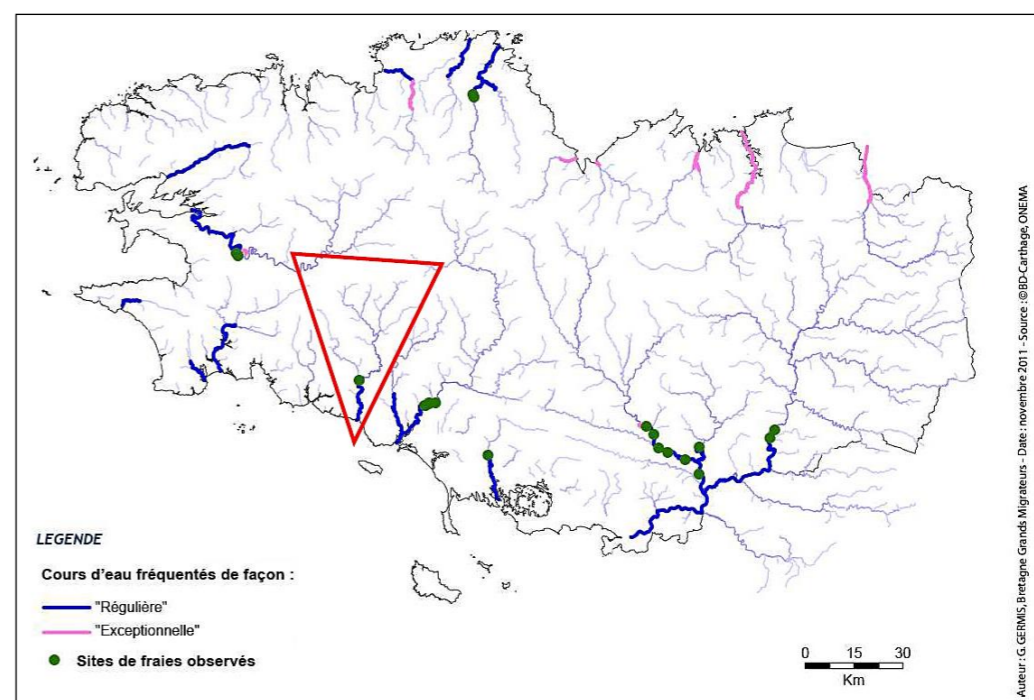 LEGENDE
Cours d'eau fréquentés de façon :
"Régulière"
"Exceptionnelle"
Sites de fraies observés
0 15 30
Km
Auteur : G. GERMIS, Bretagne Grands Migrateurs - Date : novembre 2011 - Source : ©BD-Carthage, ONEMA